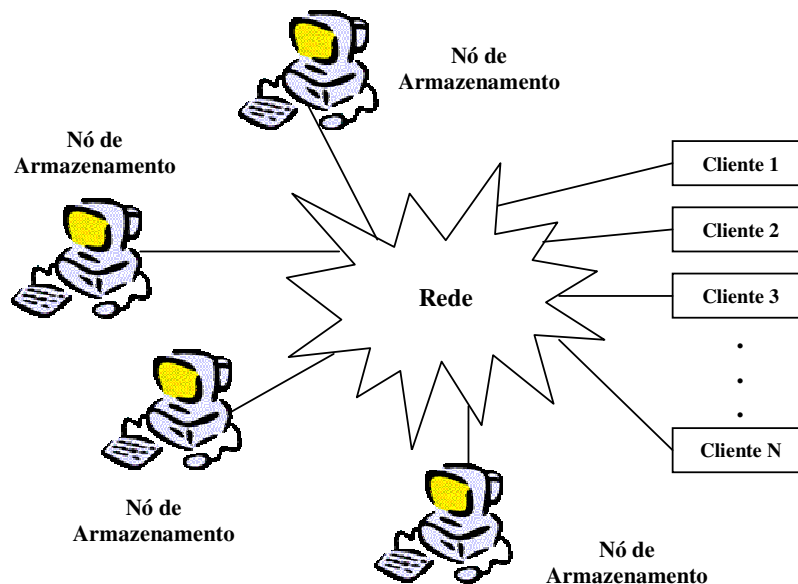 Nó de
Armazenamento
Nó de
Armazenamento
Cliente 1
Cliente 2
Rede
Cliente 3
.
.
.
Cliente N
Nó de
Armazenamento
Nó de
Armazenamento